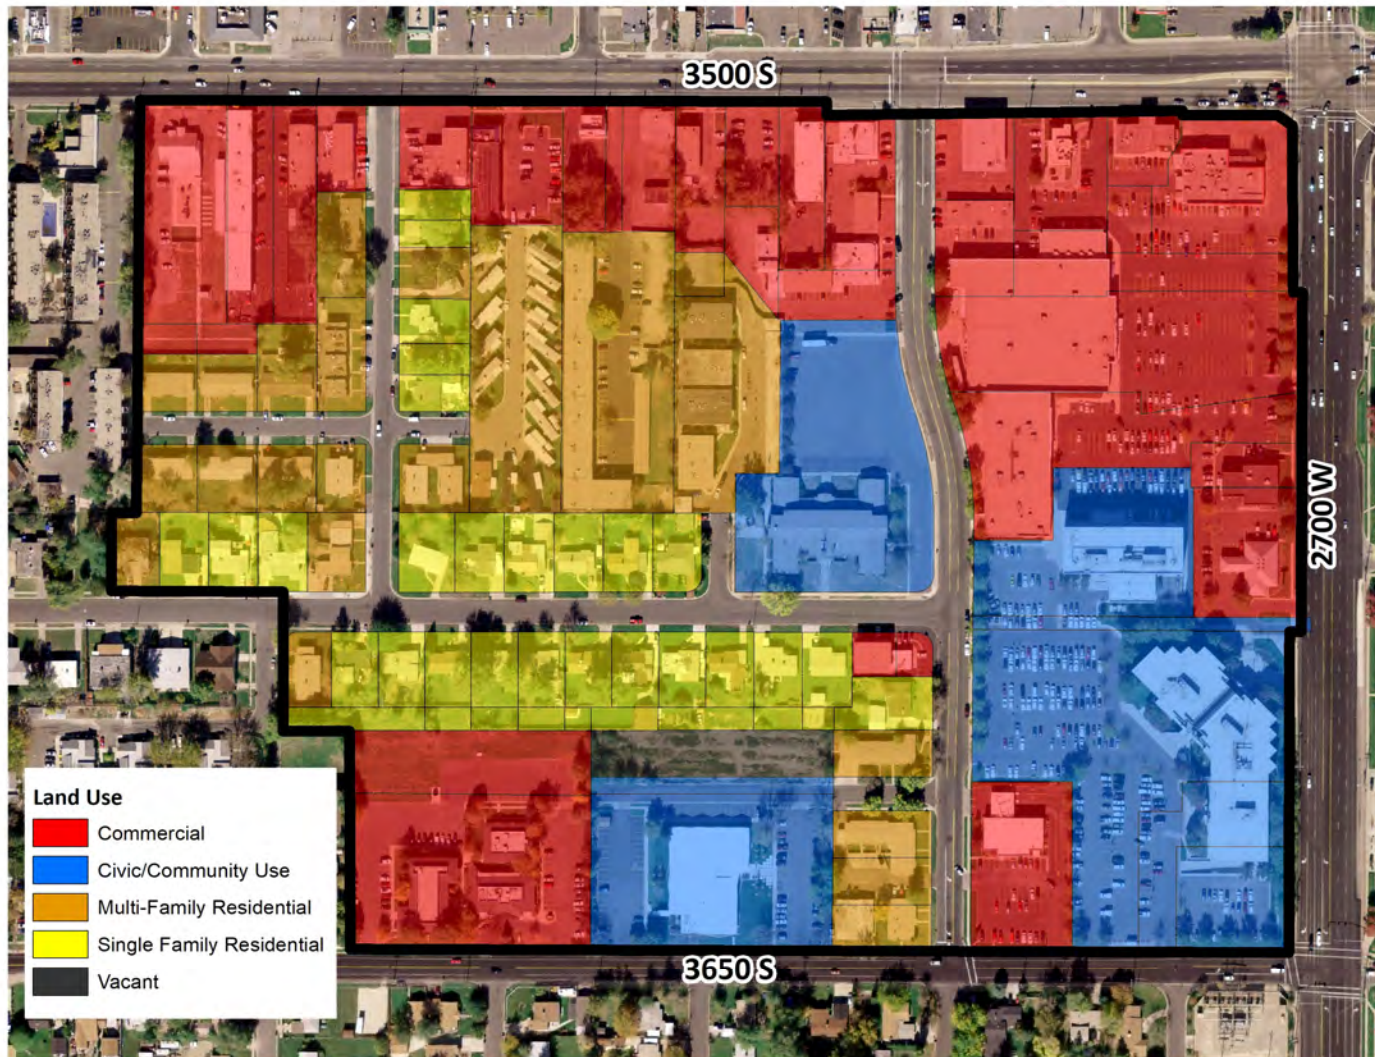 3500 S
2700 W
Land Use
Commercial
Civic/Community Use
Multi-Family Residential
Single Family Residential
Vacant
3650 S